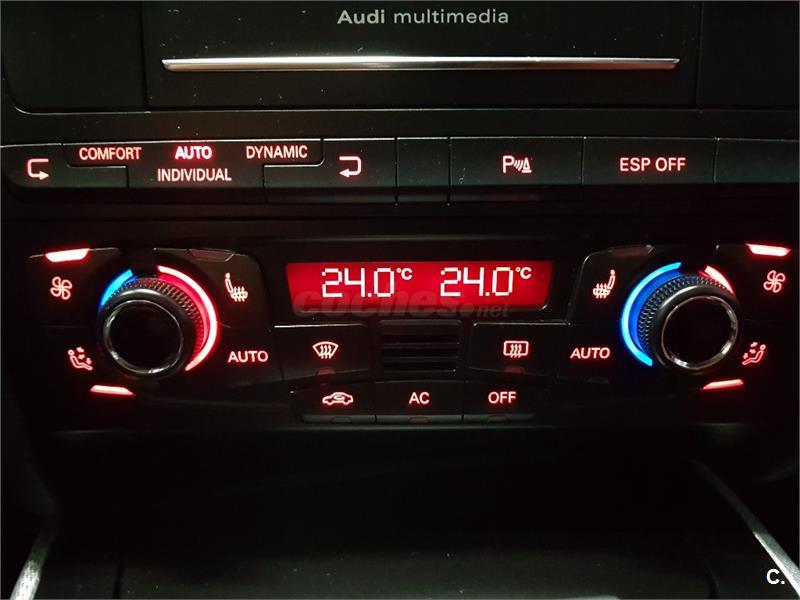 Audi multimedia
COMFORT AUTO DYNAMIC
INDIVIDUAL
P
ESP OFF
24.0°C 24.0°C
coches.net
AUTO
AUTO
AC
OFF
C.